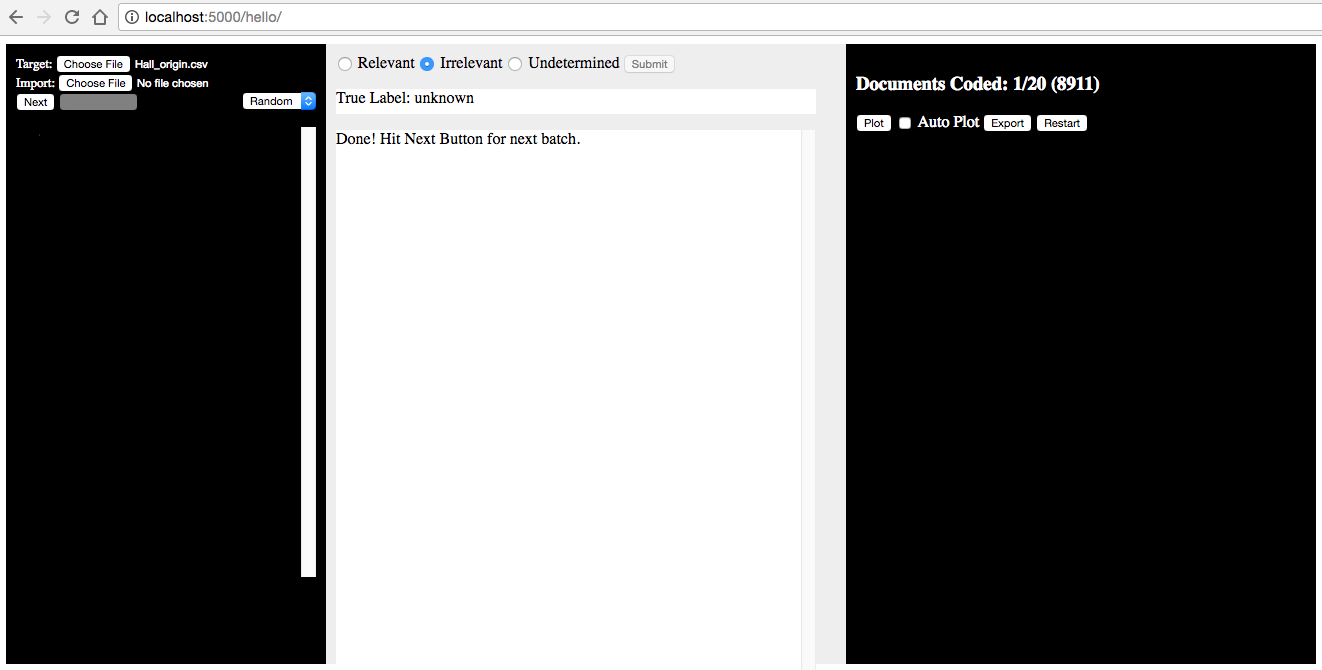 localhost:5000/hello/
Target: Choose File Hall_origin.csv
Import: Choose File No file chosen
Next Random
Relevant Irrelevant Undetermined Submit
True Label: unknown
Done! Hit Next Button for next batch.
Documents Coded: 1/20 (8911)
Plot Auto Plot Export Restart